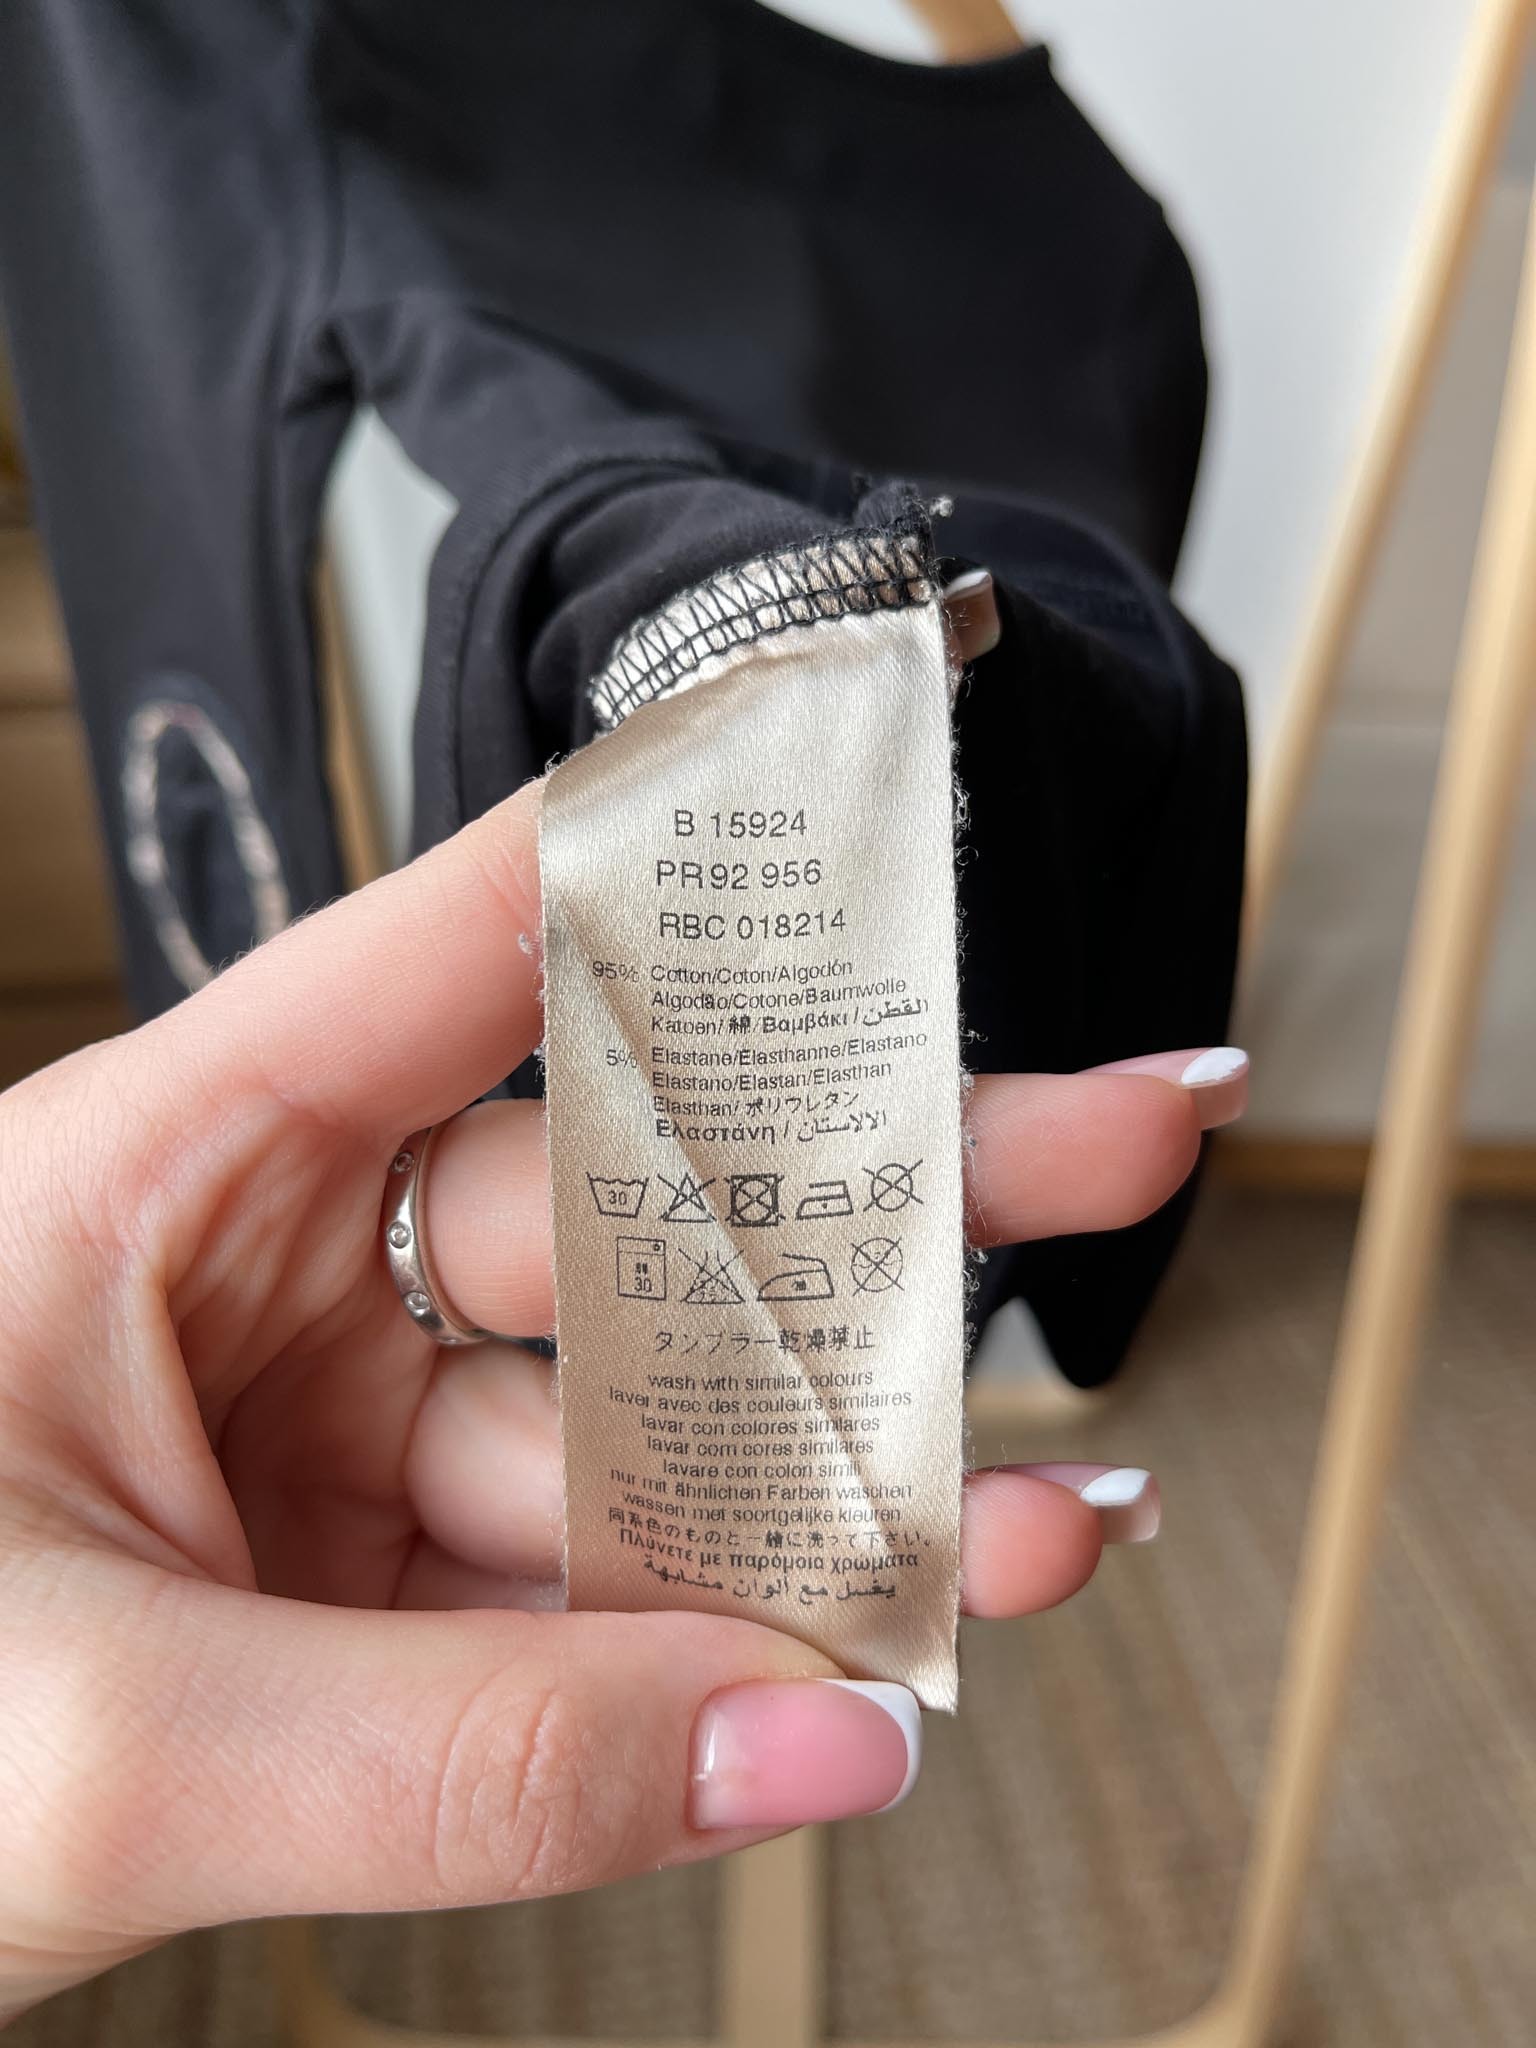 B 15924
PR92 956
RBC 018214
95% Cotton/Coton/Algodón
Algodão/Cotone/Baumwolle
Katoen/綿/Βαμβάκι/القطن
5% Elastane/Elasthanne/Elastano
Elastano/Elastan/Elasthan
Elasthan/ポリウレタン
Ελαστάνη/الالاستان
30
30
タンブラー乾燥禁止
wash with similar colours
laver avec des couleurs similaires
lavar con colores similares
lavar com cores similares
lavare con colori simili
nur mit ähnlichen Farben waschen
wassen met soortgelijke kleuren
同系色のものと一緒に洗って下さい。
Πλύνετε με παρόμοια χρώματα
يغسل مع ألوان مشابهة